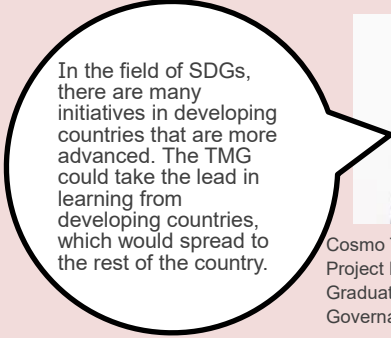 In the field of SDGs,
there are many
initiatives in developing
countries that are more
advanced. The TMG
could take the lead in
learning from
developing countries,
which would spread to
the rest of the country.
Cosmo
Project
Graduat
Governa